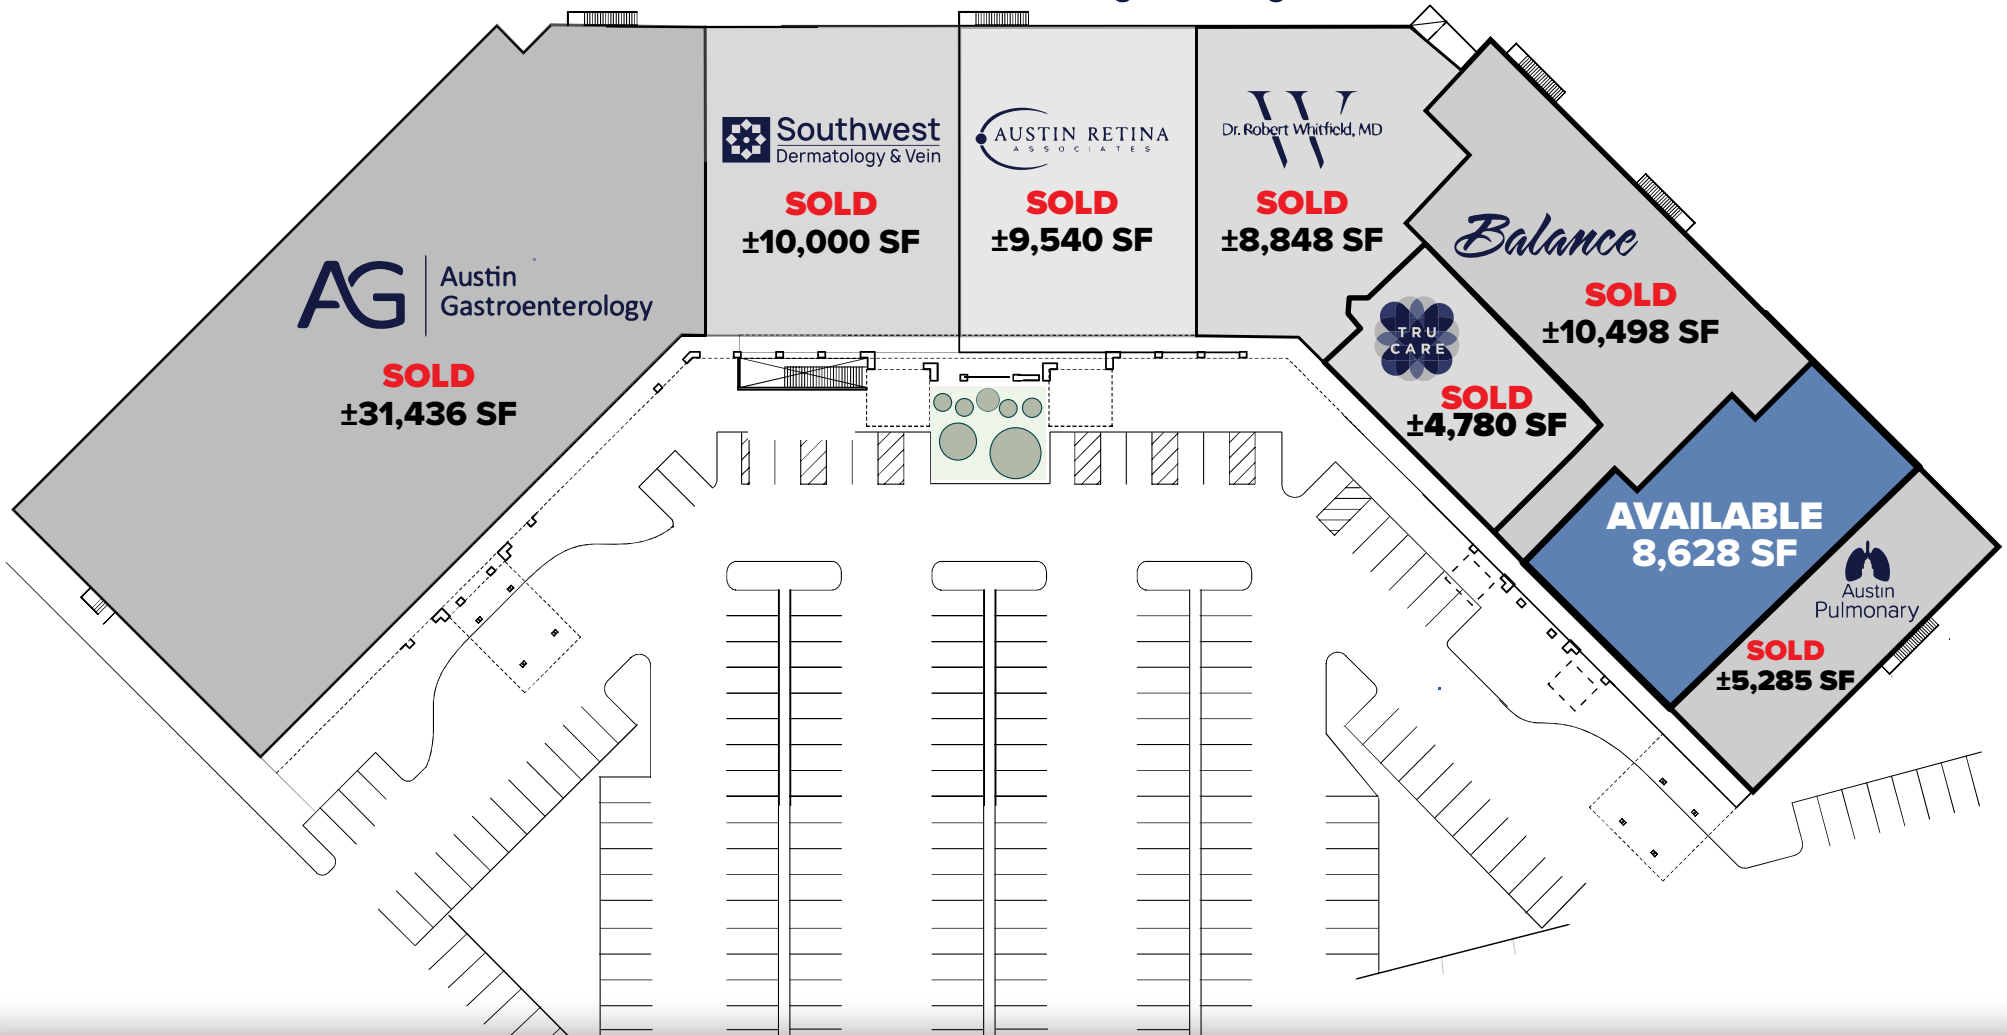 AG
Austin
Gastroenterology
SOLD
±31,436 SF
Southwest
Dermatology & Vein
SOLD
±10,000 SF
AUSTIN RETINA
ASSOCIATES
SOLD
±9,540 SF
W
Dr. Robert Whitfield, MD
SOLD
±8,848 SF
Balance
SOLD
±10,498 SF
TRU
CARE
SOLD
±4,780 SF
AVAILABLE
8,628 SF
Austin
Pulmonary
SOLD
±5,285 SF